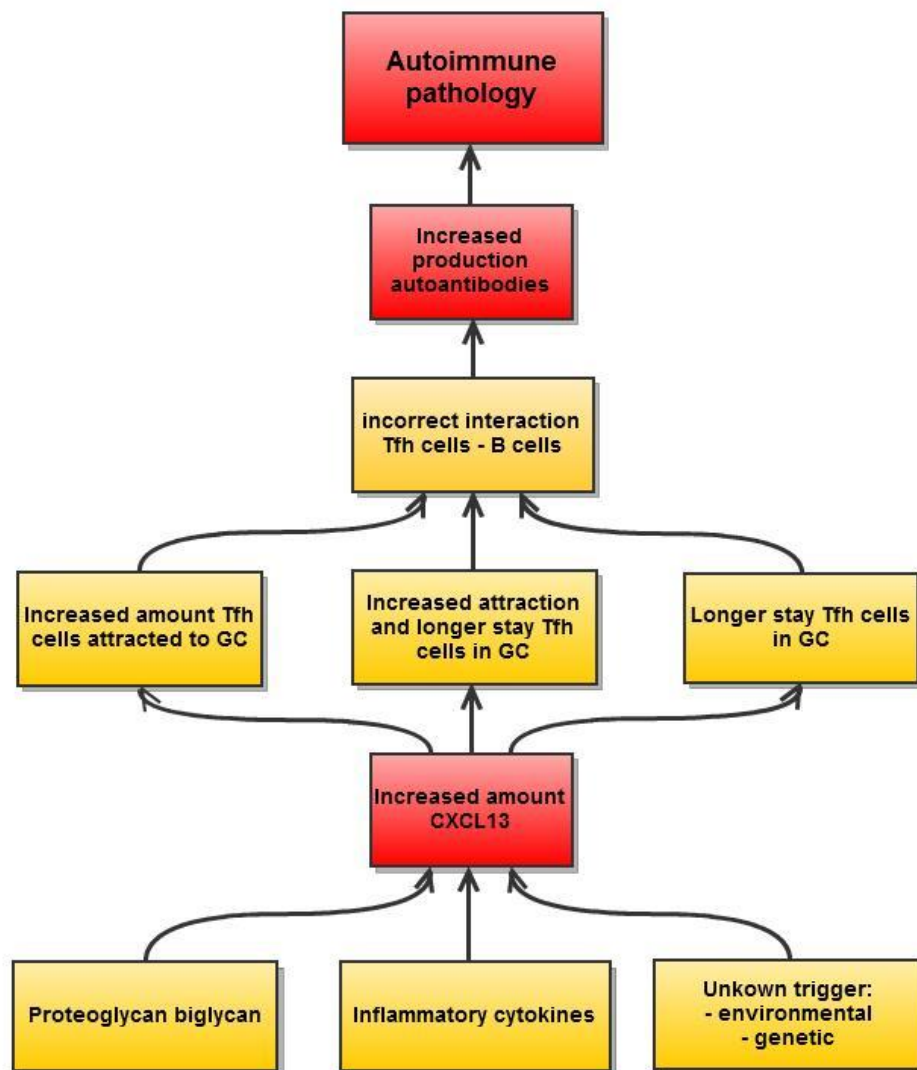 Autoimmune
pathology
Increased
production
autoantibodies
incorrect interaction
Tfh cells - B cells
Increased amount Tfh
cells attracted to GC
Increased attraction
and longer stay Tfh
cells in GC
Longer stay Tfh cells
in GC
Increased amount
CXCL13
Proteoglycan biglycan
Inflammatory cytokines
Unkown trigger:
- environmental
- genetic